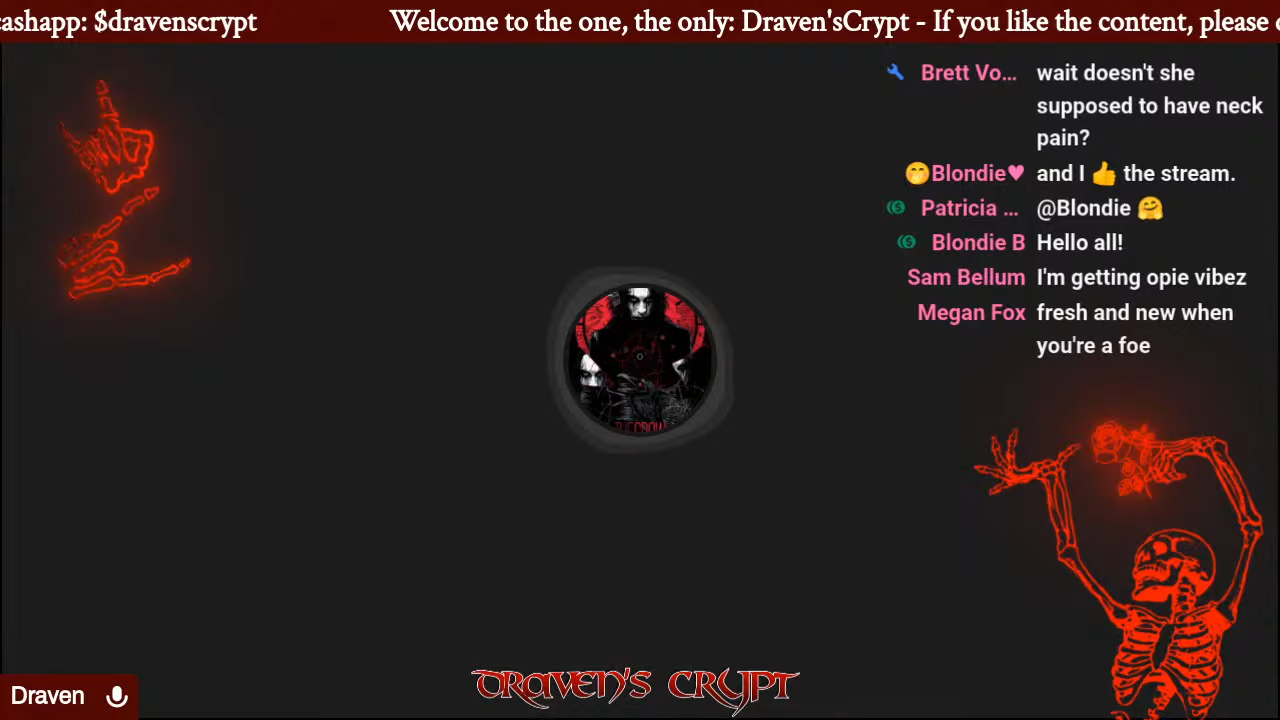 cashapp: $dravenscrypt Welcome to the one, the only: Draven'sCrypt - If you like the content, please
Brett Vo... wait doesn't she
supposed to have neck
pain?
🤭Blondie♥ and I 👍 the stream.
Patricia ... @Blondie 🤗
Blondie B Hello all!
Sam Bellum I'm getting opie vibez
Megan Fox fresh and new when
you're a foe
THE CROW
DRAVEN'S CRYPT
Draven